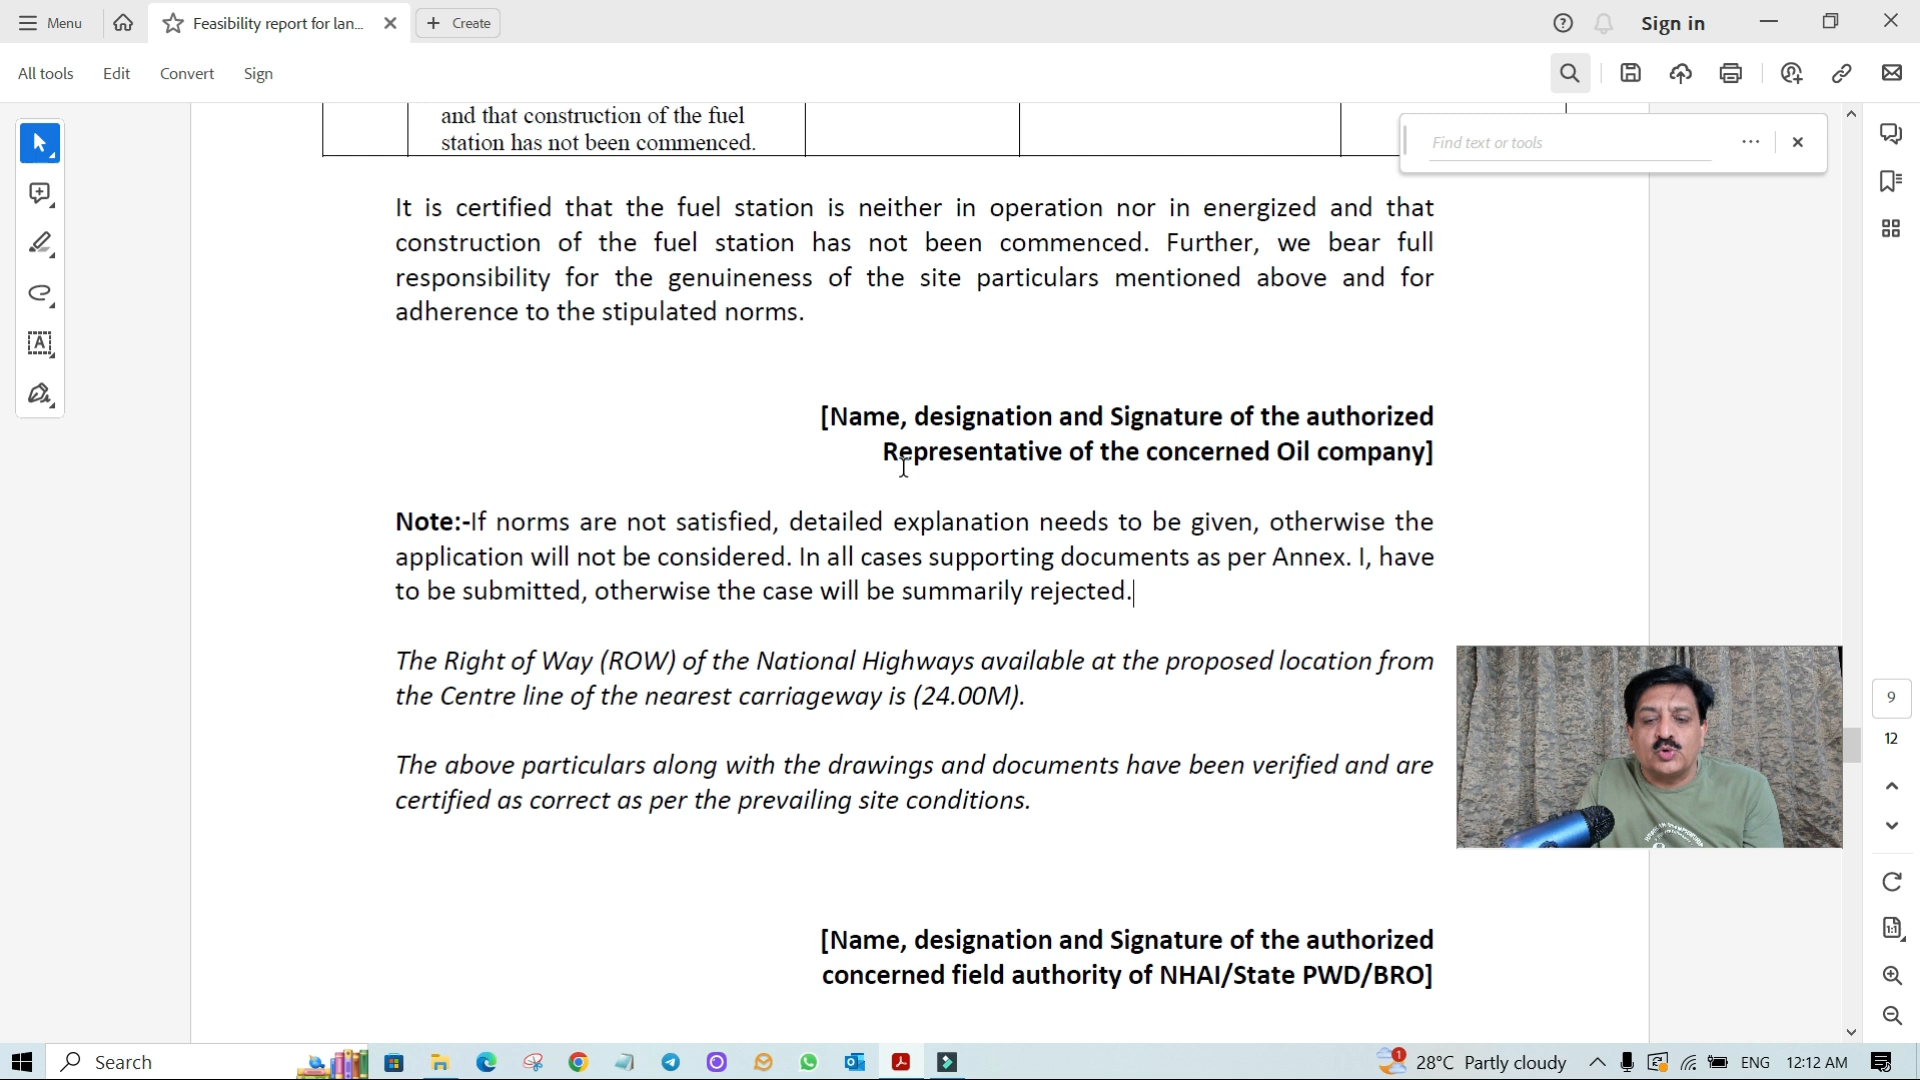 Menu
Feasibility report for lan...
Create
Sign in
All tools
Edit
Convert
Sign
and that construction of the fuel
station has not been commenced.
Find text or tools
It is certified that the fuel station is neither in operation nor in energized and that
construction of the fuel station has not been commenced. Further, we bear full
responsibility for the genuineness of the site particulars mentioned above and for
adherence to the stipulated norms.
[Name, designation and Signature of the authorized
Representative of the concerned Oil company]
Note:-If norms are not satisfied, detailed explanation needs to be given, otherwise the
application will not be considered. In all cases supporting documents as per Annex. I, have
to be submitted, otherwise the case will be summarily rejected.
The Right of Way (ROW) of the National Highways available at the proposed location from
the Centre line of the nearest carriageway is (24.00M).
The above particulars along with the drawings and documents have been verified and are
certified as correct as per the prevailing site conditions.
[Name, designation and Signature of the authorized
concerned field authority of NHAI/State PWD/BRO]
9
12
1:1
Search
1
28°C Partly cloudy
ENG
12:12 AM